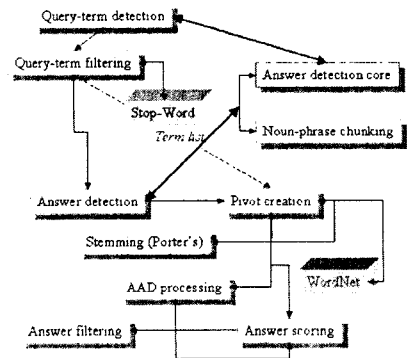 Query-term detection
Query-term filtering
Answer detection core
Stop-Word
Noun-phrase chunking
Term list
Answer detection
Pivot creation
Stemming (Porter's)
WordNet
AAD processing
Answer filtering
Answer scoring